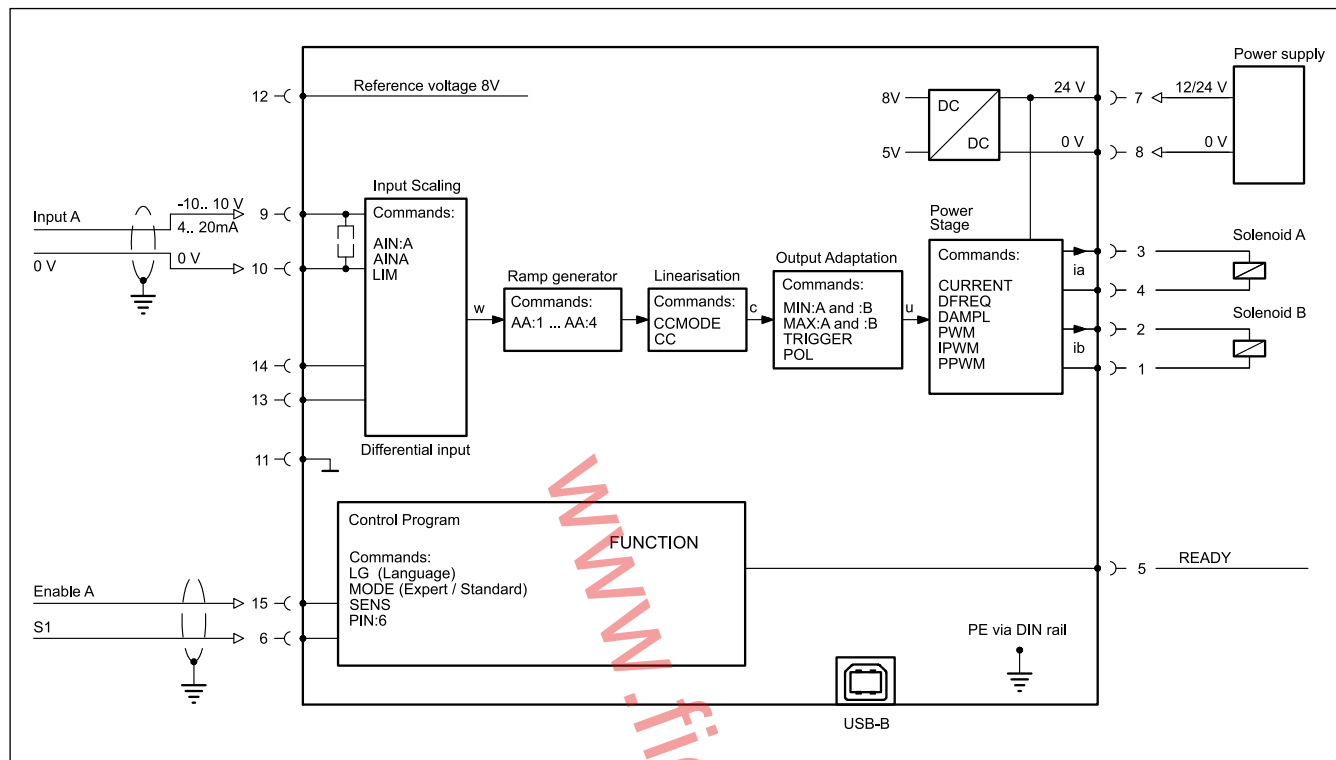 Power supply
12
Reference voltage 8V
8V
DC
DC
5V
24 V
7
12/24 V
0 V
8
0 V
Input A
-10.. 10 V
4.. 20mA
9
0 V
0 V
10
Input Scaling
Commands:
AIN:A
AINA
LIM
w
14
13
Differential input
11
Ramp generator
Commands:
AA:1 ... AA:4
Linearisation
Commands:
CCMODE
CC
c
Output Adaptation
Commands:
MIN:A and :B
MAX:A and :B
TRIGGER
POL
u
Power
Stage
Commands:
CURRENT
DFREQ
DAMPL
PWM
IPWM
PPWM
ia
ib
3
Solenoid A
4
2
Solenoid B
1
Control Program
FUNCTION
Commands:
LG (Language)
MODE (Expert / Standard)
SENS
PIN:6
Enable A
15
S1
6
5
READY
PE via DIN rail
USB-B